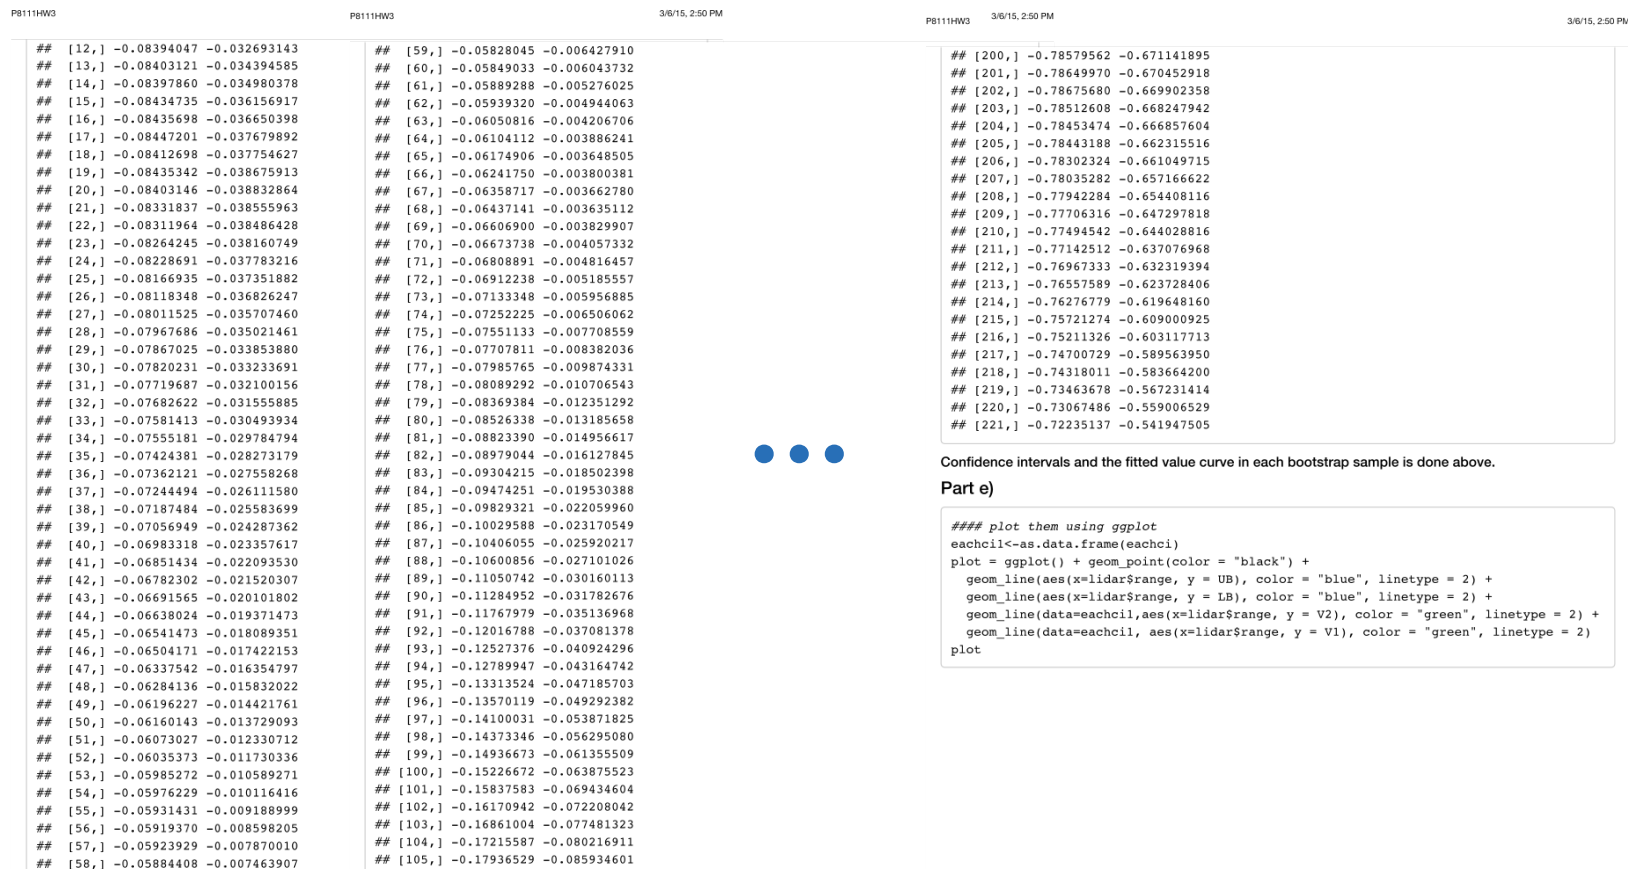 P8111HW3
## [12,] -0.08394047 -0.032693143
## [13,] -0.08403121 -0.034394585
## [14,] -0.08397860 -0.034980378
## [15,] -0.08434735 -0.036156917
## [16,] -0.08435698 -0.036650398
## [17,] -0.08447201 -0.037679892
## [18,] -0.08412698 -0.037754627
## [19,] -0.08435342 -0.038675913
## [20,] -0.08403146 -0.038832864
## [21,] -0.08331837 -0.038555963
## [22,] -0.08311964 -0.038486428
## [23,] -0.08264245 -0.038160749
## [24,] -0.08228691 -0.037783216
## [25,] -0.08166935 -0.037351882
## [26,] -0.08118348 -0.036826247
## [27,] -0.08011525 -0.035707460
## [28,] -0.07967686 -0.035021461
## [29,] -0.07867025 -0.033853880
## [30,] -0.07820231 -0.033233691
## [31,] -0.07719687 -0.032100156
## [32,] -0.07682622 -0.031555885
## [33,] -0.07581413 -0.030493934
## [34,] -0.07555181 -0.029784794
## [35,] -0.07424381 -0.028273179
## [36,] -0.07362121 -0.027558268
## [37,] -0.07244494 -0.026111580
## [38,] -0.07187484 -0.025583699
## [39,] -0.07056949 -0.024287362
## [40,] -0.06983318 -0.023357617
## [41,] -0.06851434 -0.022093530
## [42,] -0.06782302 -0.021520307
## [43,] -0.06691565 -0.020101802
## [44,] -0.06638024 -0.019371473
## [45,] -0.06541473 -0.018089351
## [46,] -0.06504171 -0.017422153
## [47,] -0.06337542 -0.016354797
## [48,] -0.06284136 -0.015832022
## [49,] -0.06196227 -0.014421761
## [50,] -0.06160143 -0.013729093
## [51,] -0.06073027 -0.012330712
## [52,] -0.06035373 -0.011730336
## [53,] -0.05985272 -0.010589271
## [54,] -0.05976229 -0.010116416
## [55,] -0.05931431 -0.009188999
## [56,] -0.05919370 -0.008598205
## [57,] -0.05923929 -0.007870010
## [58,] -0.05884408 -0.007463907
P8111HW3 3/6/15, 2:50 PM
## [59,] -0.05828045 -0.006427910
## [60,] -0.05849033 -0.006043732
## [61,] -0.05889288 -0.005276025
## [62,] -0.05939320 -0.004944063
## [63,] -0.06050816 -0.004206706
## [64,] -0.06104112 -0.003886241
## [65,] -0.06174906 -0.003648505
## [66,] -0.06241750 -0.003800381
## [67,] -0.06358717 -0.003662780
## [68,] -0.06437141 -0.003635112
## [69,] -0.06606900 -0.003829907
## [70,] -0.06673738 -0.004057332
## [71,] -0.06808891 -0.004816457
## [72,] -0.06912238 -0.005185557
## [73,] -0.07133348 -0.005956885
## [74,] -0.07252225 -0.006506062
## [75,] -0.07551133 -0.007708559
## [76,] -0.07707811 -0.008382036
## [77,] -0.07985765 -0.009874331
## [78,] -0.08089292 -0.010706543
## [79,] -0.08369384 -0.012351292
## [80,] -0.08526338 -0.013185658
## [81,] -0.08823390 -0.014956617
## [82,] -0.08979044 -0.016127845
## [83,] -0.09304215 -0.018502398
## [84,] -0.09474251 -0.019530388
## [85,] -0.09829321 -0.022059960
## [86,] -0.10029588 -0.023170549
## [87,] -0.10406055 -0.025920217
## [88,] -0.10600856 -0.027101026
## [89,] -0.11050742 -0.030160113
## [90,] -0.11284952 -0.031782676
## [91,] -0.11767979 -0.035136968
## [92,] -0.12016788 -0.037081378
## [93,] -0.12527376 -0.040924296
## [94,] -0.12789947 -0.043164742
## [95,] -0.13313524 -0.047185703
## [96,] -0.13570119 -0.049292382
## [97,] -0.14100031 -0.053871825
## [98,] -0.14373346 -0.056295080
## [99,] -0.14936673 -0.061355509
## [100,] -0.15226672 -0.063875523
## [101,] -0.15837583 -0.069434604
## [102,] -0.16170942 -0.072208042
## [103,] -0.16861004 -0.077481323
## [104,] -0.17215587 -0.080216911
## [105,] -0.17936529 -0.085934601
P8111HW3 3/6/15, 2:50 PM 3/6/15, 2:50 PM
## [200,] -0.78579562 -0.671141895
## [201,] -0.78649970 -0.670452918
## [202,] -0.78675680 -0.669902358
## [203,] -0.78512608 -0.668247942
## [204,] -0.78453474 -0.666857604
## [205,] -0.78443188 -0.662315516
## [206,] -0.78302324 -0.661049715
## [207,] -0.78035282 -0.657166622
## [208,] -0.77942284 -0.654408116
## [209,] -0.77706316 -0.647297818
## [210,] -0.77494542 -0.644028816
## [211,] -0.77142512 -0.637076968
## [212,] -0.76967333 -0.632319394
## [213,] -0.76557589 -0.623728406
## [214,] -0.76276779 -0.619648160
## [215,] -0.75721274 -0.609000925
## [216,] -0.75211326 -0.603117713
## [217,] -0.74700729 -0.589563950
## [218,] -0.74318011 -0.583664200
## [219,] -0.73463678 -0.567231414
## [220,] -0.73067486 -0.559006529
## [221,] -0.72235137 -0.541947505
Confidence intervals and the fitted value curve in each bootstrap sample is done above.
Part e)
#### plot them using ggplot
eachci1<-as.data.frame(eachci)
plot = ggplot() + geom_point(color = "black") +
geom_line(aes(x=lidar$range, y = UB), color = "blue", linetype = 2) +
geom_line(aes(x=lidar$range, y = LB), color = "blue", linetype = 2) +
geom_line(data=eachci1,aes(x=lidar$range, y = V2), color = "green", linetype = 2) +
geom_line(data=eachci1, aes(x=lidar$range, y = V1), color = "green", linetype = 2)
plot